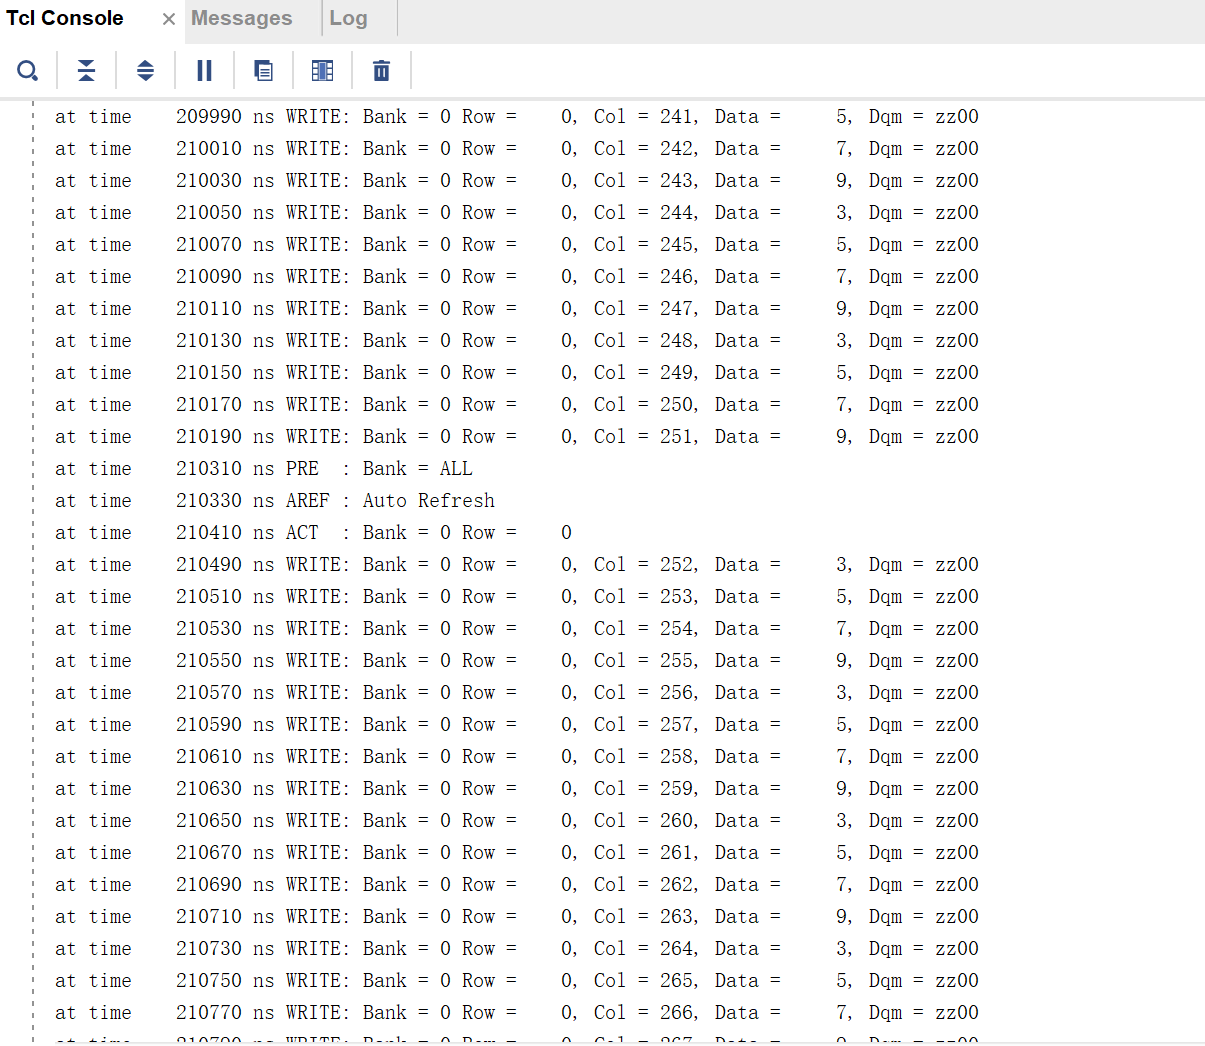 Tcl Console × Messages Log
at time 209990 ns WRITE: Bank = 0 Row = 0, Col = 241, Data = 5, Dqm = zz00
at time 210010 ns WRITE: Bank = 0 Row = 0, Col = 242, Data = 7, Dqm = zz00
at time 210030 ns WRITE: Bank = 0 Row = 0, Col = 243, Data = 9, Dqm = zz00
at time 210050 ns WRITE: Bank = 0 Row = 0, Col = 244, Data = 3, Dqm = zz00
at time 210070 ns WRITE: Bank = 0 Row = 0, Col = 245, Data = 5, Dqm = zz00
at time 210090 ns WRITE: Bank = 0 Row = 0, Col = 246, Data = 7, Dqm = zz00
at time 210110 ns WRITE: Bank = 0 Row = 0, Col = 247, Data = 9, Dqm = zz00
at time 210130 ns WRITE: Bank = 0 Row = 0, Col = 248, Data = 3, Dqm = zz00
at time 210150 ns WRITE: Bank = 0 Row = 0, Col = 249, Data = 5, Dqm = zz00
at time 210170 ns WRITE: Bank = 0 Row = 0, Col = 250, Data = 7, Dqm = zz00
at time 210190 ns WRITE: Bank = 0 Row = 0, Col = 251, Data = 9, Dqm = zz00
at time 210310 ns PRE : Bank = ALL
at time 210330 ns AREF : Auto Refresh
at time 210410 ns ACT : Bank = 0 Row = 0
at time 210490 ns WRITE: Bank = 0 Row = 0, Col = 252, Data = 3, Dqm = zz00
at time 210510 ns WRITE: Bank = 0 Row = 0, Col = 253, Data = 5, Dqm = zz00
at time 210530 ns WRITE: Bank = 0 Row = 0, Col = 254, Data = 7, Dqm = zz00
at time 210550 ns WRITE: Bank = 0 Row = 0, Col = 255, Data = 9, Dqm = zz00
at time 210570 ns WRITE: Bank = 0 Row = 0, Col = 256, Data = 3, Dqm = zz00
at time 210590 ns WRITE: Bank = 0 Row = 0, Col = 257, Data = 5, Dqm = zz00
at time 210610 ns WRITE: Bank = 0 Row = 0, Col = 258, Data = 7, Dqm = zz00
at time 210630 ns WRITE: Bank = 0 Row = 0, Col = 259, Data = 9, Dqm = zz00
at time 210650 ns WRITE: Bank = 0 Row = 0, Col = 260, Data = 3, Dqm = zz00
at time 210670 ns WRITE: Bank = 0 Row = 0, Col = 261, Data = 5, Dqm = zz00
at time 210690 ns WRITE: Bank = 0 Row = 0, Col = 262, Data = 7, Dqm = zz00
at time 210710 ns WRITE: Bank = 0 Row = 0, Col = 263, Data = 9, Dqm = zz00
at time 210730 ns WRITE: Bank = 0 Row = 0, Col = 264, Data = 3, Dqm = zz00
at time 210750 ns WRITE: Bank = 0 Row = 0, Col = 265, Data = 5, Dqm = zz00
at time 210770 ns WRITE: Bank = 0 Row = 0, Col = 266, Data = 7, Dqm = zz00